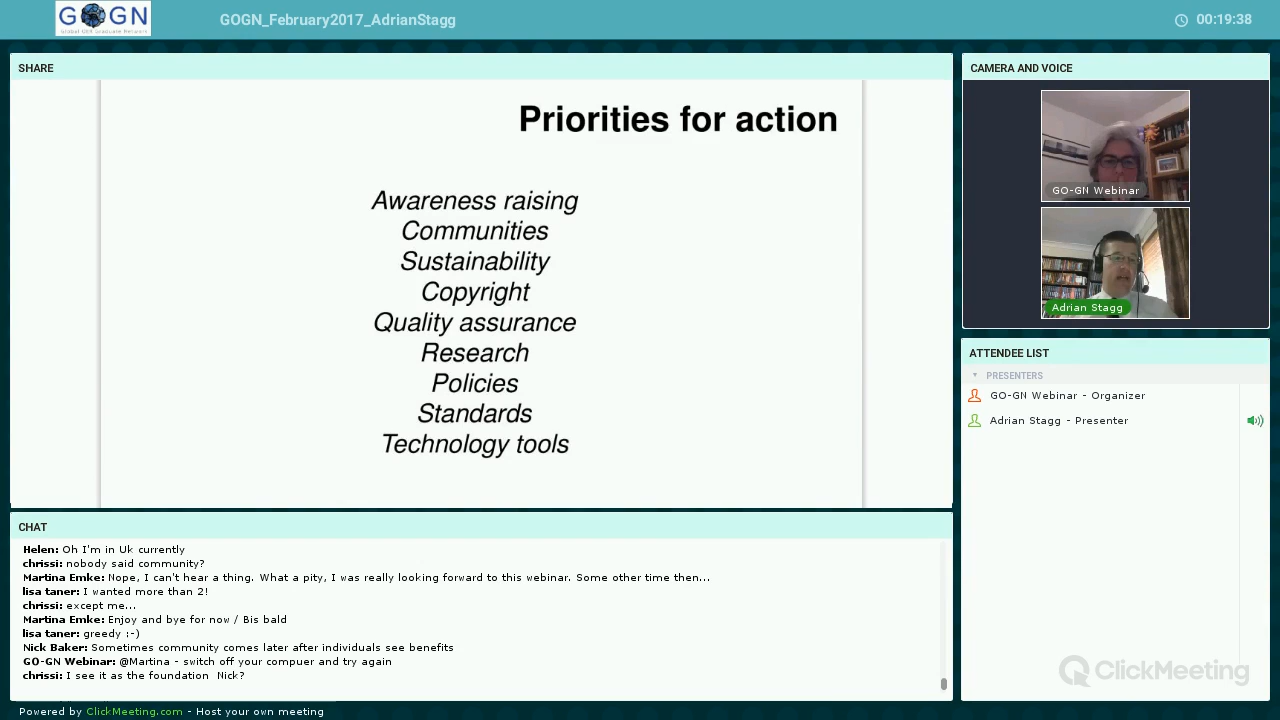 GOGN
Global OER Graduate Network
GOGN_February2017_AdrianStagg
00:19:38
SHARE
Priorities for action
Awareness raising
Communities
Sustainability
Copyright
Quality assurance
Research
Policies
Standards
Technology tools
CAMERA AND VOICE
GO-GN Webinar
Adrian Stagg
ATTENDEE LIST
PRESENTERS
GO-GN Webinar - Organizer
Adrian Stagg - Presenter
CHAT
Helen: Oh I'm in Uk currently
chrissi: nobody said community?
Martina Emke: Nope, I can't hear a thing. What a pity, I was really looking forward to this webinar. Some other time then...
lisa taner: I wanted more than 2!
chrissi: except me...
Martina Emke: Enjoy and bye for now / Bis bald
lisa taner: greedy :-)
Nick Baker: Sometimes community comes later after individuals see benefits
GO-GN Webinar: @Martina - switch off your compuer and try again
chrissi: I see it as the foundation  Nick?
ClickMeeting
Powered by ClickMeeting.com - Host your own meeting